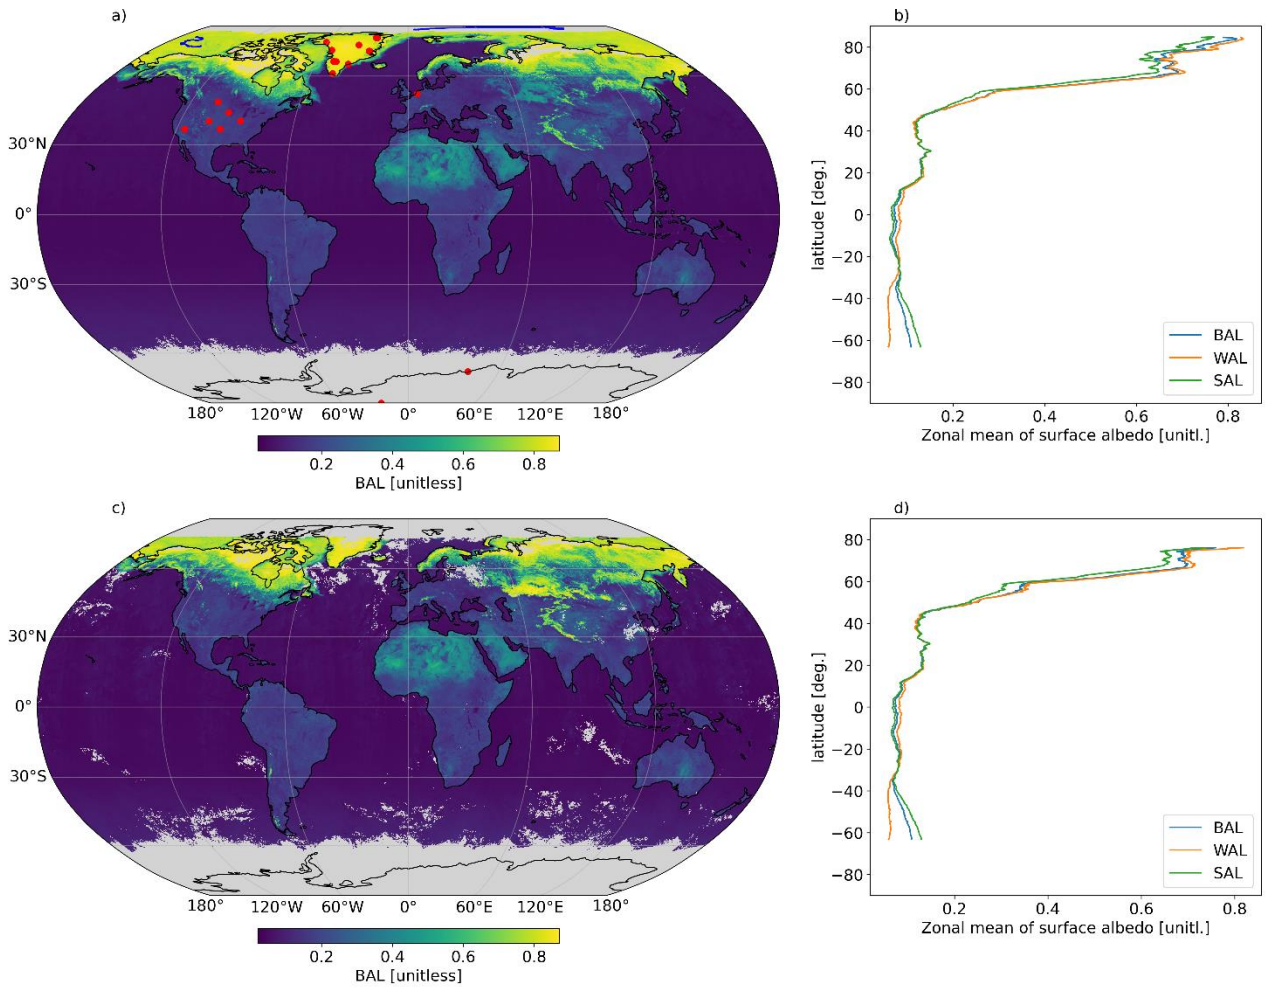 a)
30°N
0°
30°S
180°
120°W
60°W
0°
60°E
120°E
180°
0.2
0.4
0.6
0.8
BAL [unitless]
b)
80
60
40
20
0
−20
−40
−60
−80
latitude [deg.]
BAL
WAL
SAL
0.2
0.4
0.6
0.8
Zonal mean of surface albedo [unitl.]
c)
30°N
0°
30°S
180°
120°W
60°W
0°
60°E
120°E
180°
0.2
0.4
0.6
0.8
BAL [unitless]
d)
80
60
40
20
0
−20
−40
−60
−80
latitude [deg.]
BAL
WAL
SAL
0.2
0.4
0.6
0.8
Zonal mean of surface albedo [unitl.]